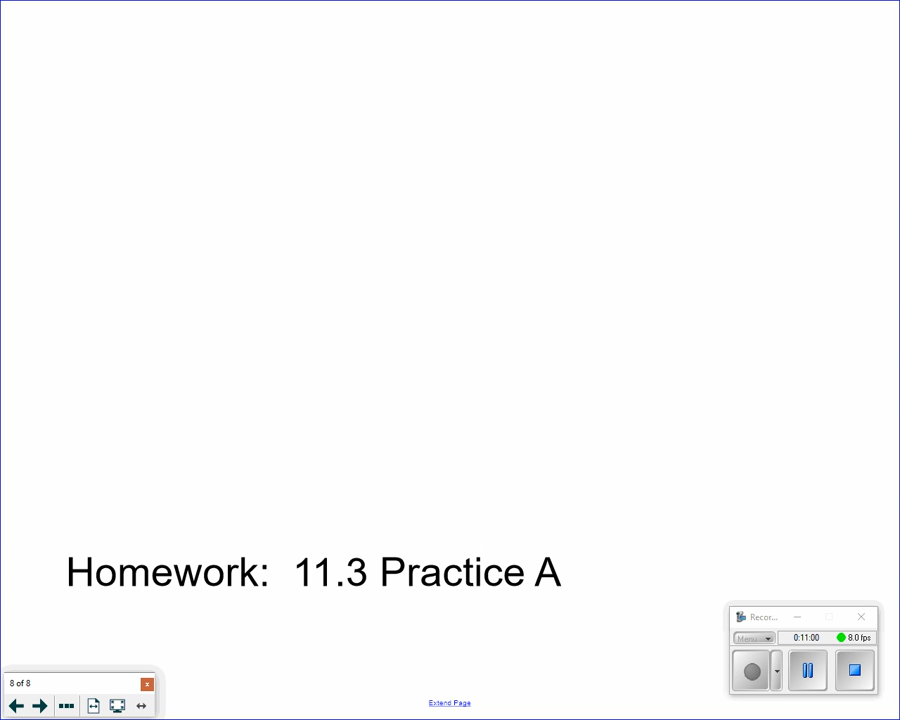 Homework:  11.3 Practice A
Recor...
Menu
0:11:00
8.0 fps
8 of 8
Extend Page